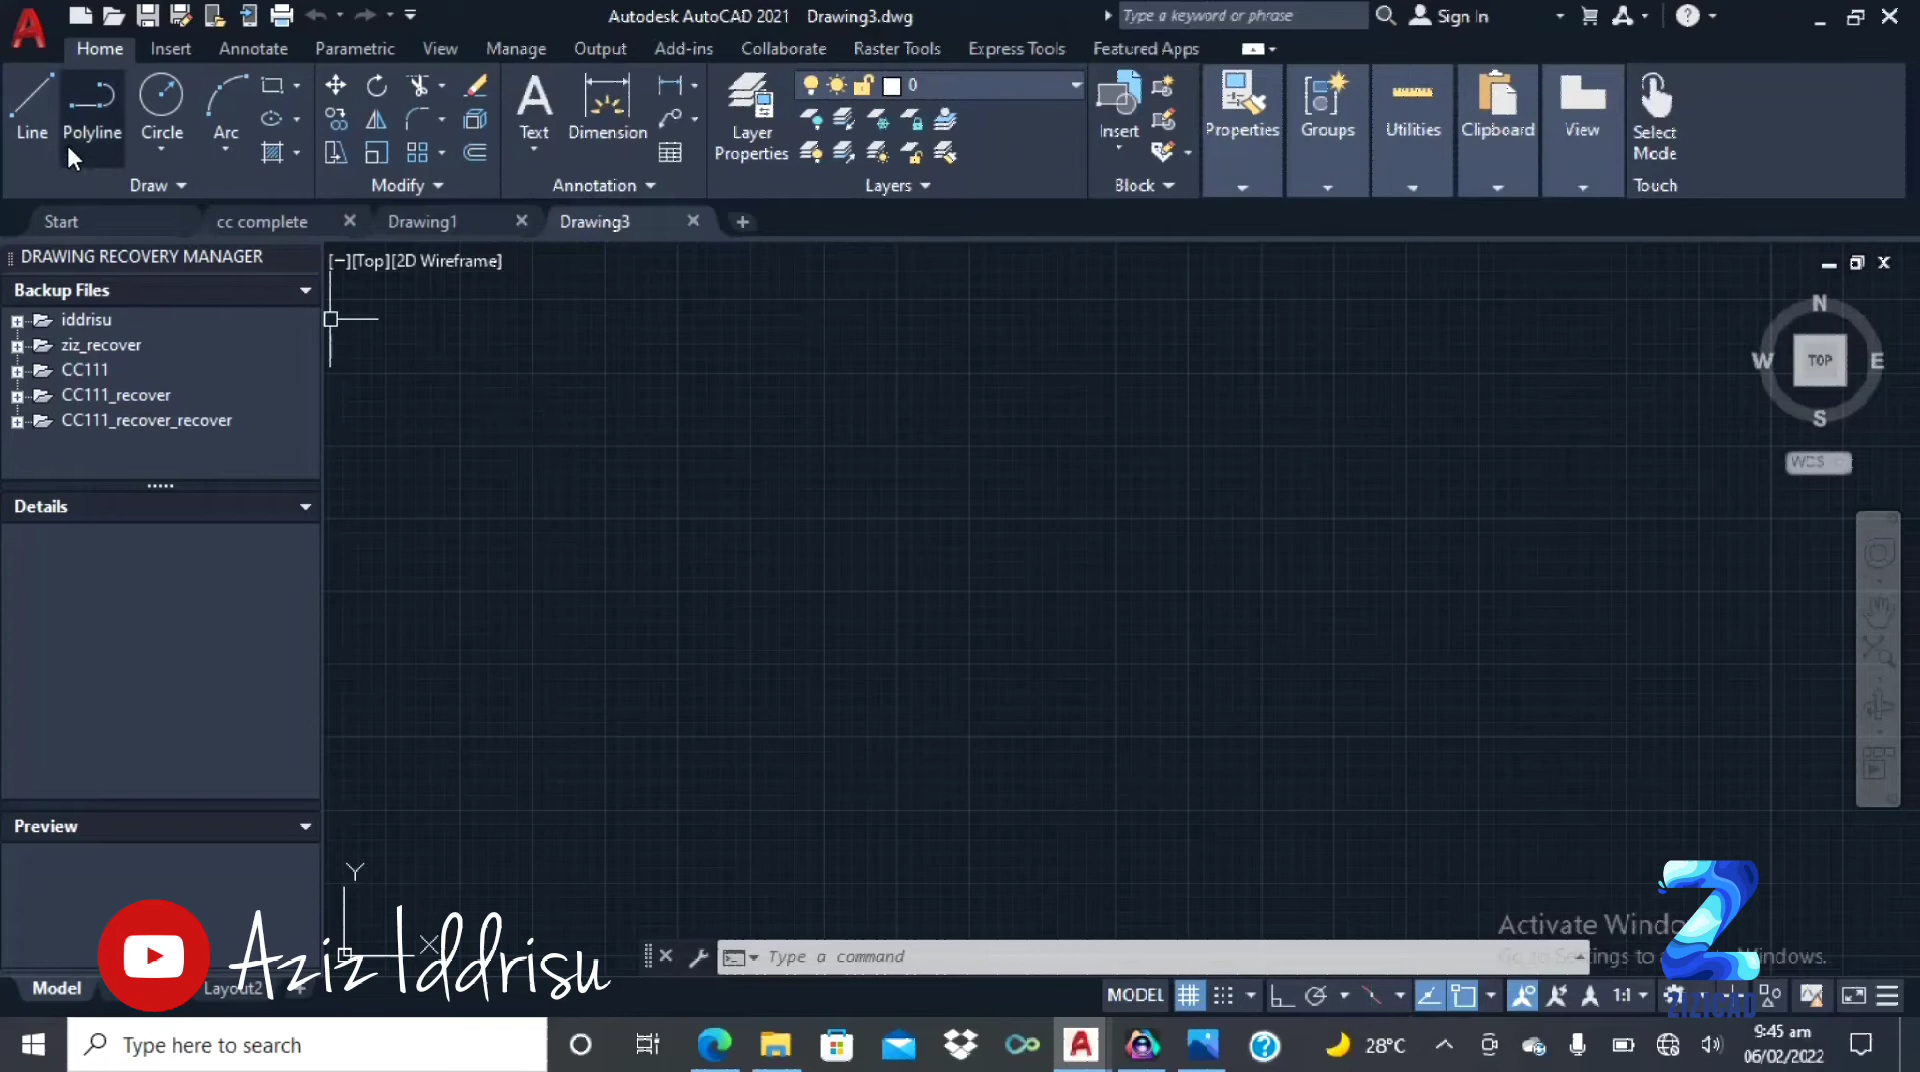 Autodesk AutoCAD 2021 Drawing3.dwg
Type a keyword or phrase
Sign In
Home Insert Annotate Parametric View Manage Output Add-ins Collaborate Raster Tools Express Tools Featured Apps
Line Polyline Circle Arc
Text Dimension
Layer Properties
0
Insert
Properties Groups Utilities Clipboard View
Select Mode
Draw Modify Annotation Layers Block Touch
Start cc complete Drawing1 Drawing3
DRAWING RECOVERY MANAGER
[−][Top][2D Wireframe]
Backup Files
iddrisu
ziz_recover
CC111
CC111_recover
CC111_recover_recover
N
W TOP E
S
WCS
Details
Preview
Y
X
Aziz Iddrisu
Activate Windo
Type a command
Model Layout2
MODEL 1:1
ZIZICAD
Type here to search
28°C
9:45 am
06/02/2022